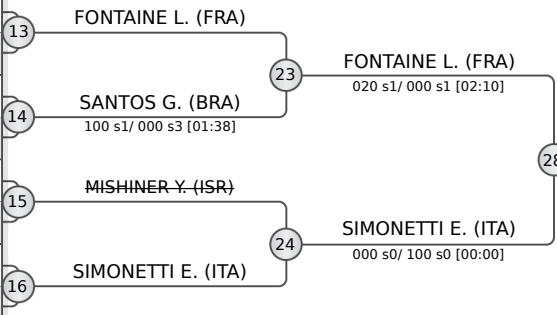 13
FONTAINE L. (FRA)
23
FONTAINE L. (FRA)
020 s1/ 000 s1 [02:10]
14
SANTOS G. (BRA)
100 s1/ 000 s3 [01:38]
28
15
MISHINER Y. (ISR)
24
SIMONETTI E. (ITA)
000 s0/ 100 s0 [00:00]
16
SIMONETTI E. (ITA)